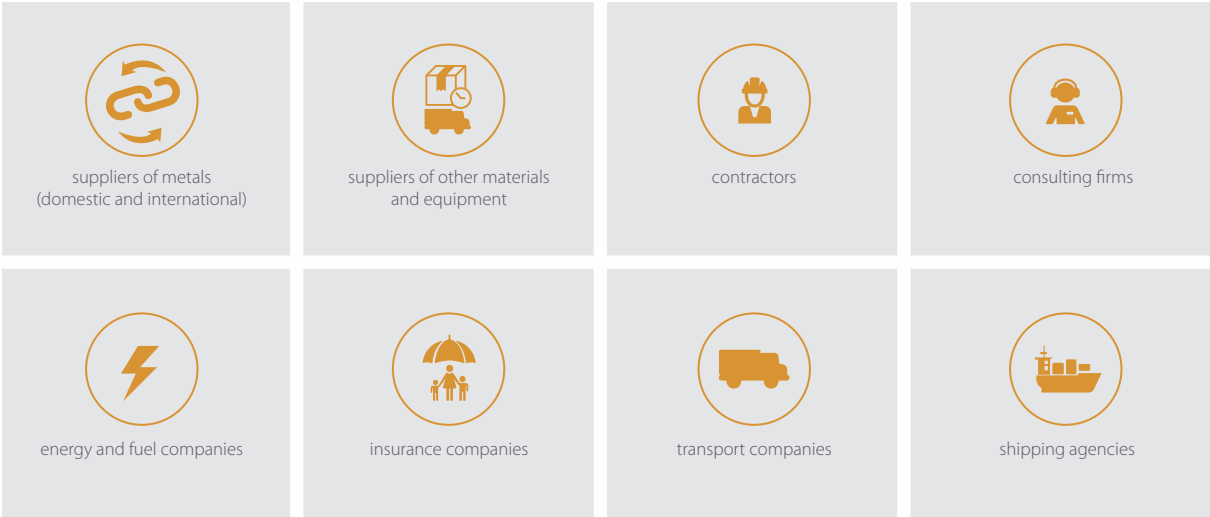 suppliers of metals
(domestic and international)
suppliers of other materials
and equipment
contractors
consulting firms
energy and fuel companies
insurance companies
transport companies
shipping agencies